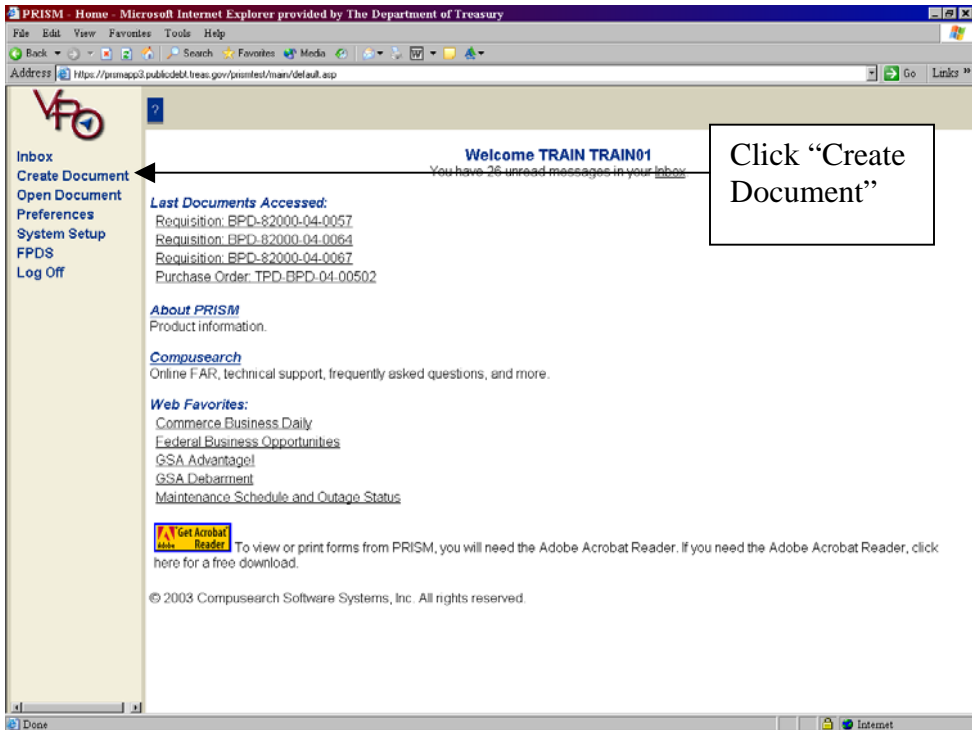 PRISM - Home - Microsoft Internet Explorer provided by The Department of Treasury
File Edit View Favorites Tools Help
Back Search Favorites Media
Address https://prismapp3.publicdebt.treas.gov/prismtest/main/default.asp Go Links »
VPO
?
Inbox
Create Document
Open Document
Preferences
System Setup
FPDS
Log Off
Welcome TRAIN TRAIN01
You have 26 unread messages in your Inbox
Click “Create
Document”
Last Documents Accessed:
Requisition: BPD-82000-04-0057
Requisition: BPD-82000-04-0064
Requisition: BPD-82000-04-0067
Purchase Order: TPD-BPD-04-00502
About PRISM
Product information.
Compusearch
Online FAR, technical support, frequently asked questions, and more.
Web Favorites:
Commerce Business Daily
Federal Business Opportunities
GSA Advantage!
GSA Debarment
Maintenance Schedule and Outage Status
Get Acrobat
Adobe Reader
To view or print forms from PRISM, you will need the Adobe Acrobat Reader. If you need the Adobe Acrobat Reader, click
here for a free download.
© 2003 Compusearch Software Systems, Inc. All rights reserved.
Done Internet